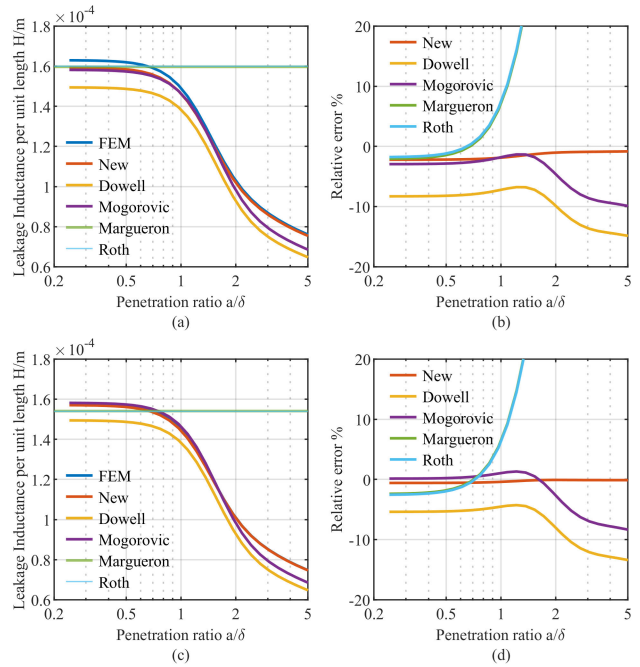 × 10⁻⁴
1.8
1.6
1.4
1.2
1
0.8
0.6
Leakage Inductance per unit length H/m
FEM
New
Dowell
Mogorovic
Margueron
Roth
0.2 0.5 1 2 5
Penetration ratio a/δ
(a)
20
10
0
-10
-20
Relative error %
New
Dowell
Mogorovic
Margueron
Roth
0.2 0.5 1 2 5
Penetration ratio a/δ
(b)
× 10⁻⁴
1.8
1.6
1.4
1.2
1
0.8
0.6
Leakage Inductance per unit length H/m
FEM
New
Dowell
Mogorovic
Margueron
Roth
0.2 0.5 1 2 5
Penetration ratio a/δ
(c)
20
10
0
-10
-20
Relative error %
New
Dowell
Mogorovic
Margueron
Roth
0.2 0.5 1 2 5
Penetration ratio a/δ
(d)